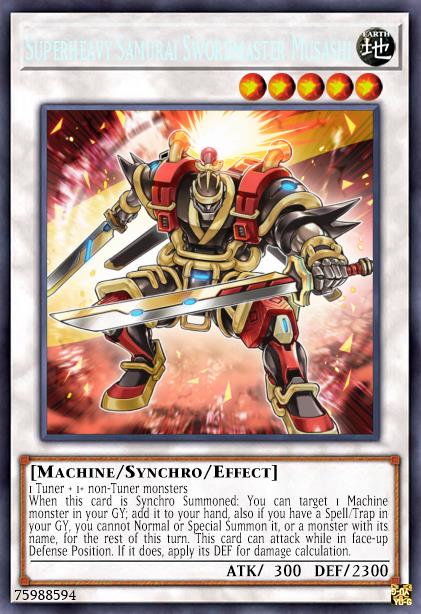 Superheavy Samurai Swordmaster Musashi
EARTH
地
[Machine/Synchro/Effect]
1 Tuner + 1+ non-Tuner monsters
When this card is Synchro Summoned: You can target 1 Machine
monster in your GY; add it to your hand, also if you have a Spell/Trap in
your GY, you cannot Normal or Special Summon it, or a monster with its
name, for the rest of this turn. This card can attack while in face-up
Defense Position. If it does, apply its DEF for damage calculation.
ATK/ 300 DEF/2300
75988594